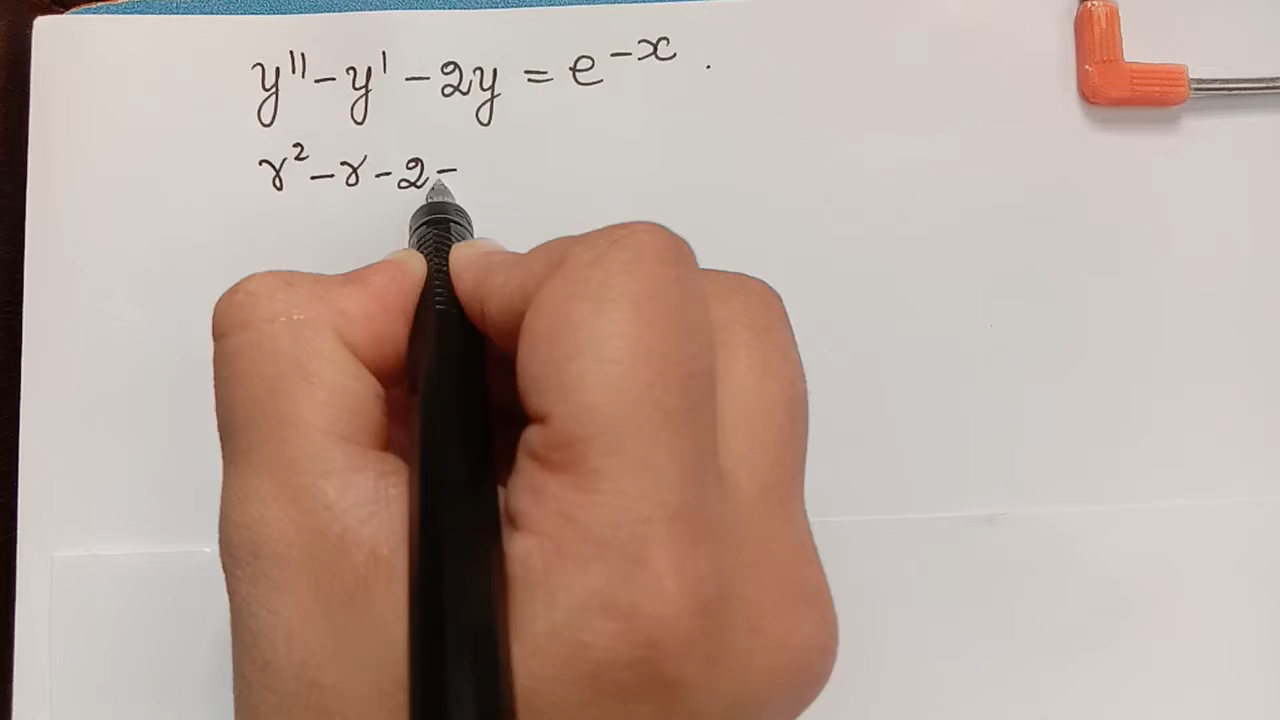 y'' - y' - 2y = e^{-x}.
r² - r - 2 -